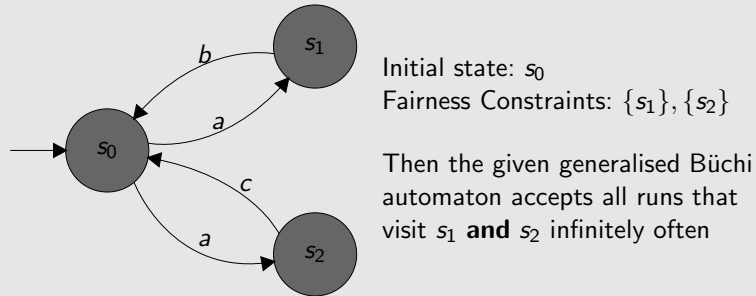 s₁
b
Initial state: s₀
Fairness Constraints: {s₁}, {s₂}
a
s₀
Then the given generalised Büchi
automaton accepts all runs that
visit s₁ and s₂ infinitely often
c
a
s₂